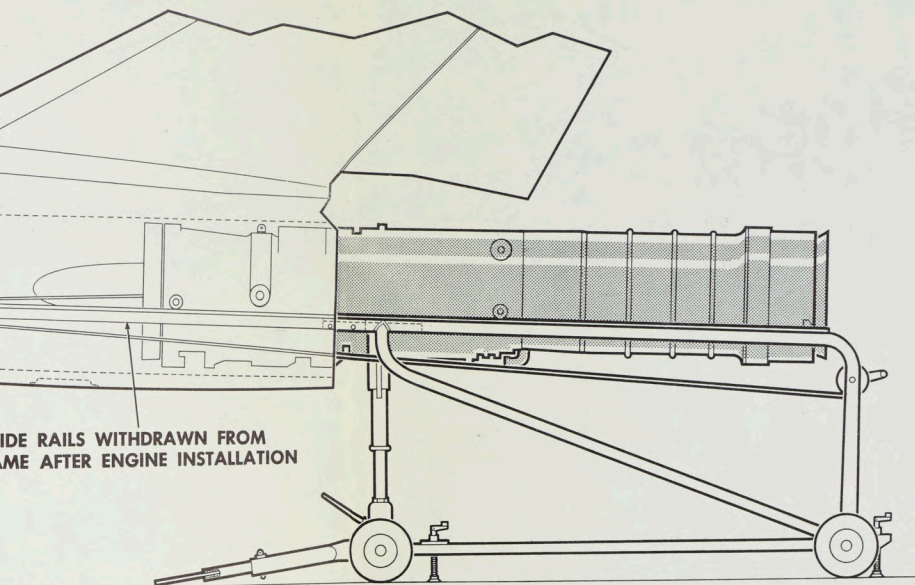 IDE RAILS WITHDRAWN FROM
AME AFTER ENGINE INSTALLATION